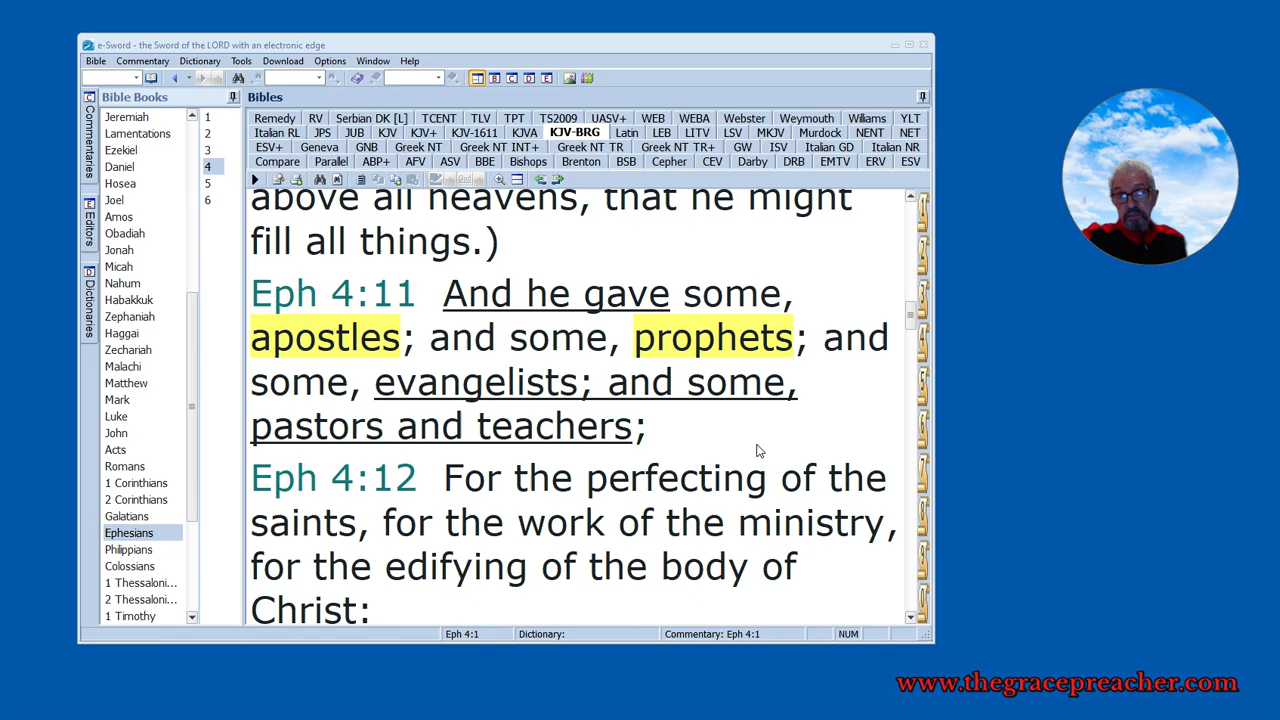 e-Sword - the Sword of the LORD with an electronic edge
Bible Commentary Dictionary Tools Download Options Window Help
B C D E
Bible Books
Bibles
Commentaries
Editors
Dictionaries
Jeremiah
Lamentations
Ezekiel
Daniel
Hosea
Joel
Amos
Obadiah
Jonah
Micah
Nahum
Habakkuk
Zephaniah
Haggai
Zechariah
Malachi
Matthew
Mark
Luke
John
Acts
Romans
1 Corinthians
2 Corinthians
Galatians
Ephesians
Philippians
Colossians
1 Thessaloni...
2 Thessaloni...
1 Timothy
1
2
3
4
5
6
Remedy RV Serbian DK [L] TCENT TLV TPT TS2009 UASV+ WEB WEBA Webster Weymouth Wiliams YLT
Italian RL JPS JUB KJV KJV+ KJV-1611 KJVA KJV-BRG Latin LEB LITV LSV MKJV Murdock NENT NET
ESV+ Geneva GNB Greek NT Greek NT INT+ Greek NT TR Greek NT TR+ GW ISV Italian GD Italian NR
Compare Parallel ABP+ AFV ASV BBE Bishops Brenton BSB Cepher CEV Darby DRB EMTV ERV ESV
above all heavens, that he might
fill all things.)
Eph 4:11 And he gave some,
apostles; and some, prophets; and
some, evangelists; and some,
pastors and teachers;
Eph 4:12 For the perfecting of the
saints, for the work of the ministry,
for the edifying of the body of
Christ:
Eph 4:1 Dictionary: Commentary: Eph 4:1 NUM
www.thegracepreacher.com